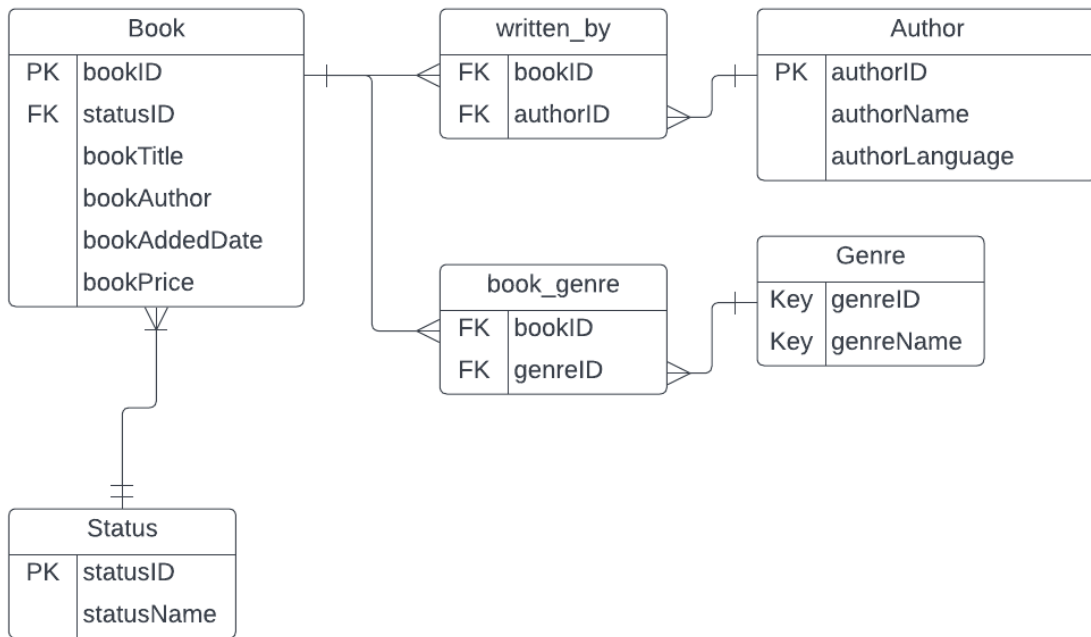 Book
PK bookID
FK statusID
bookTitle
bookAuthor
bookAddedDate
bookPrice
written_by
FK bookID
FK authorID
Author
PK authorID
authorName
authorLanguage
book_genre
FK bookID
FK genreID
Genre
Key genreID
Key genreName
Status
PK statusID
statusName